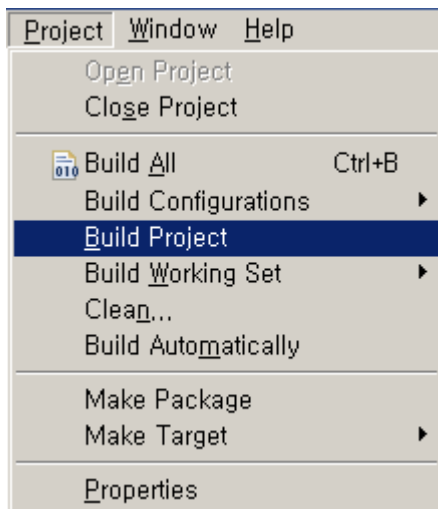 Project Window Help
Open Project
Close Project
Build All Ctrl+B
Build Configurations
Build Project
Build Working Set
Clean...
Build Automatically
Make Package
Make Target
Properties